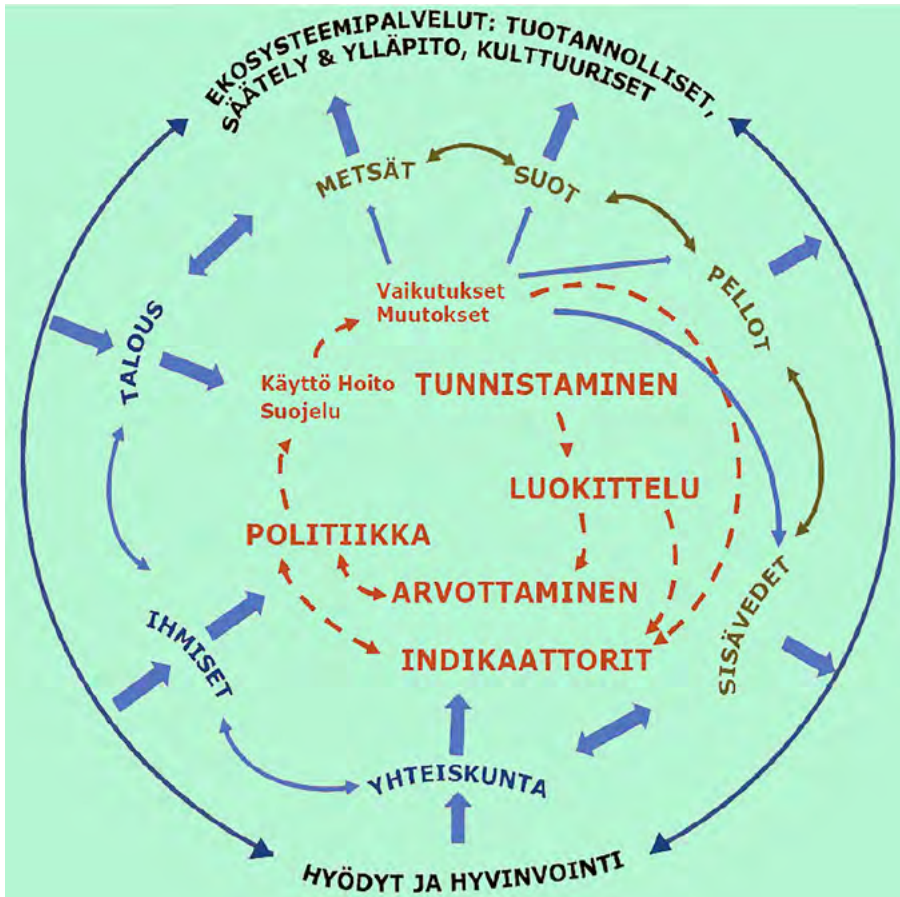 EKOSYSTEEMIPALVELUT: TUOTANNOLLISET,
SÄÄTELY & YLLÄPITO, KULTTUURISET
METSÄT
SUOT
PELLOT
TALOUS
Vaikutukset
Muutokset
Käyttö Hoito
Suojelu
TUNNISTAMINEN
LUOKITTELU
POLITIIKKA
ARVOTTAMINEN
INDIKAATTORIT
SISÄVEDET
IHMISET
YHTEISKUNTA
HYÖDYT JA HYVINVOINTI